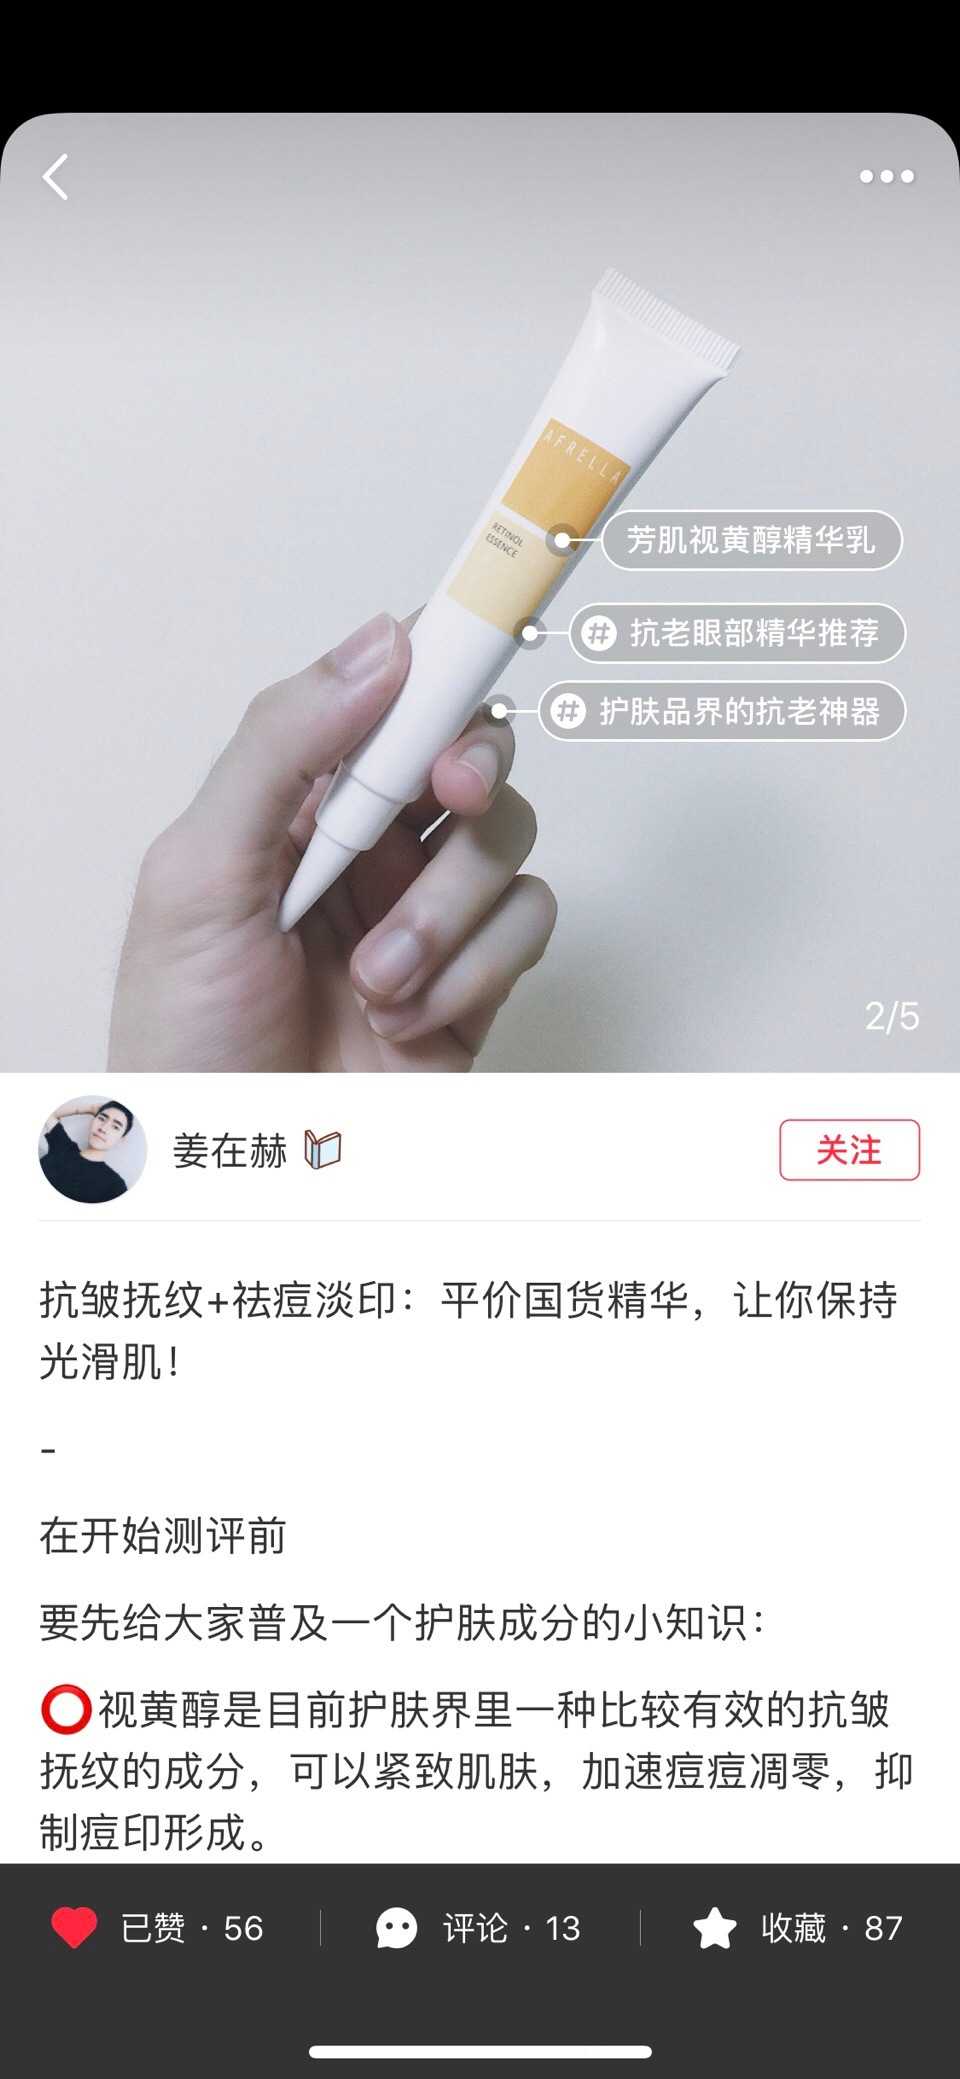 AFRELLA
RETINOL
ESSENCE
芳肌视黄醇精华乳
# 抗老眼部精华推荐
# 护肤品界的抗老神器
2/5
姜在赫
关注
抗皱抚纹+祛痘淡印：平价国货精华，让你保持
光滑肌！
-
在开始测评前
要先给大家普及一个护肤成分的小知识：
⭕视黄醇是目前护肤界里一种比较有效的抗皱
抚纹的成分，可以紧致肌肤，加速痘痘凋零，抑
制痘印形成。
已赞 · 56
评论 · 13
收藏 · 87